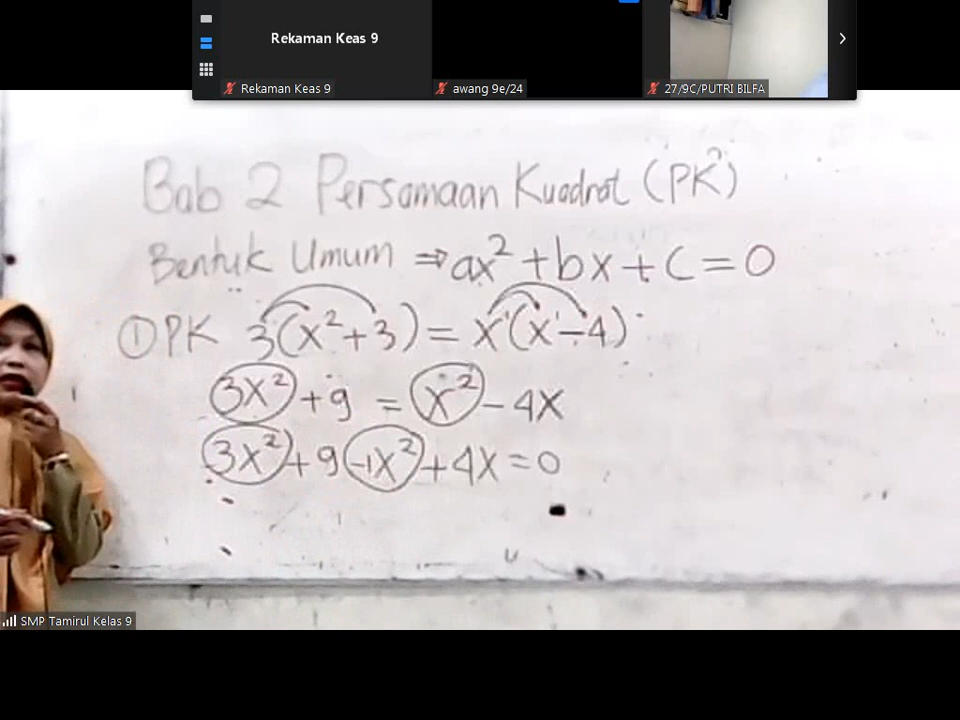 Rekaman Keas 9
Rekaman Keas 9
awang 9e/24
27/9C/PUTRI BILFA
Bab 2 Persamaan Kuadrat (PK)
Bentuk Umum ⇒ ax² + bx + c = 0
① PK 3(x² + 3) = x(x - 4)
3x² + 9 = x² - 4x
3x² + 9 - 1x² + 4x = 0
SMP Tamirul Kelas 9